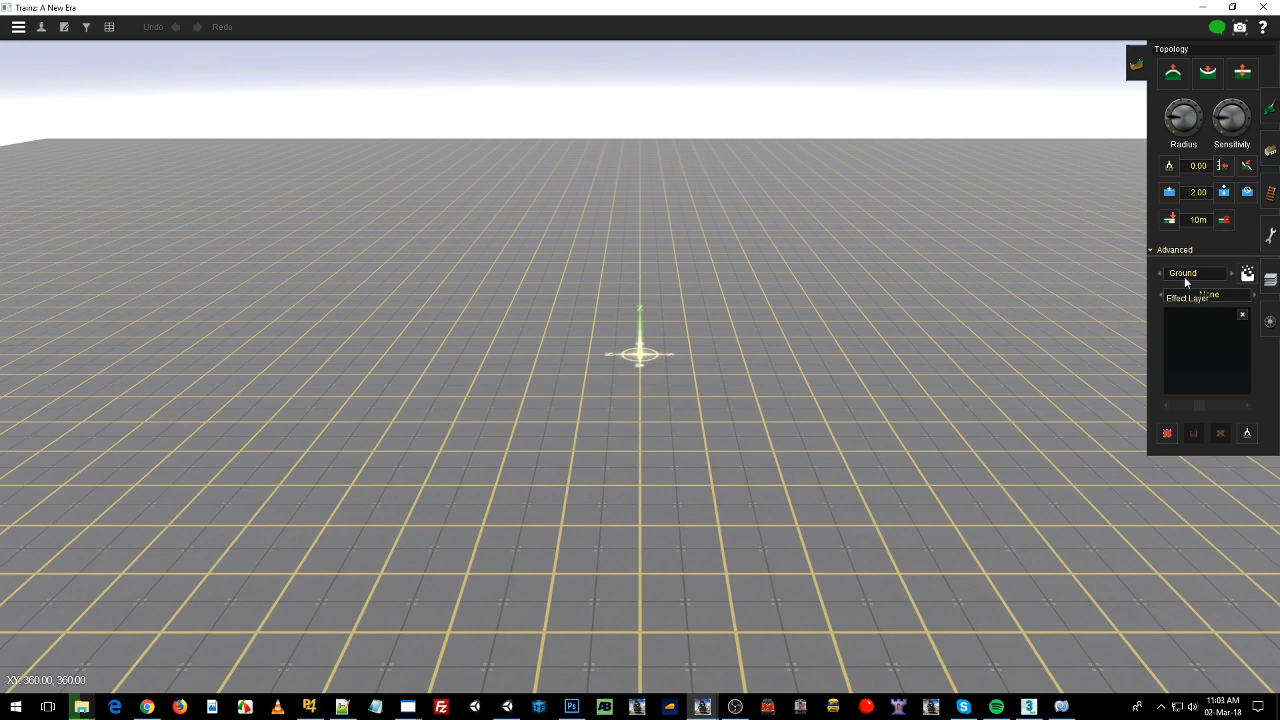 Trainz: A New Era
Undo
Redo
Topology
Radius
Sensitivity
0.00
2.00
10m
Advanced
Ground
Effect Layer
XY: 360.00, 360.00
11:03 AM
02-Mar-18